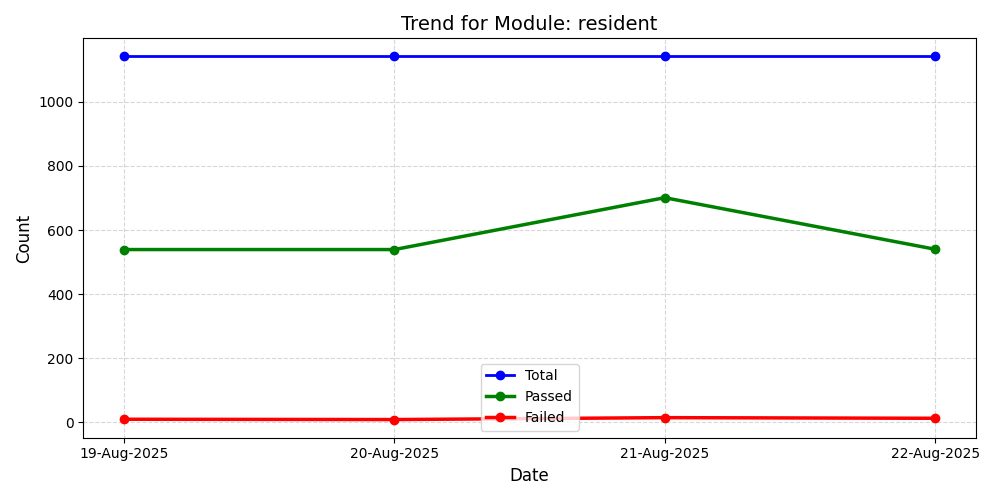 Trend for Module: resident
Count
1000
800
600
400
200
0
Total
Passed
Failed
19-Aug-2025
20-Aug-2025
21-Aug-2025
22-Aug-2025
Date